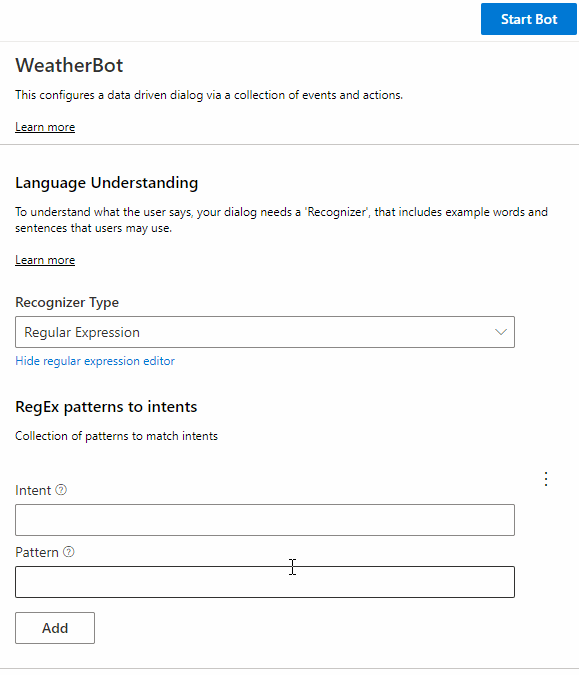 Start Bot
WeatherBot
This configures a data driven dialog via a collection of events and actions.
Learn more
Language Understanding
To understand what the user says, your dialog needs a 'Recognizer', that includes example words and
sentences that users may use.
Learn more
Recognizer Type
Regular Expression
Hide regular expression editor
RegEx patterns to intents
Collection of patterns to match intents
Intent ?
Pattern ?
Add